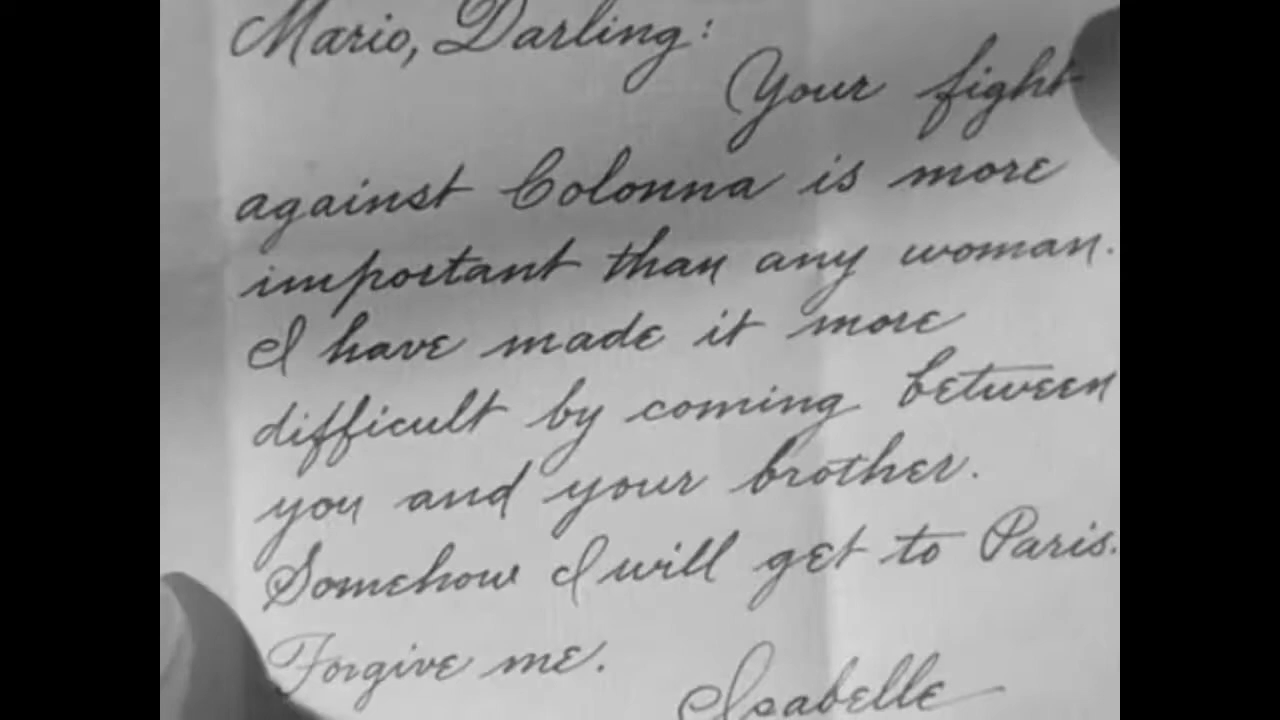 Mario, Darling:
Your fight
against Colonna is more
important than any woman.
I have made it more
difficult by coming between
you and your brother.
Somehow I will get to Paris.
Forgive me.
Isabelle